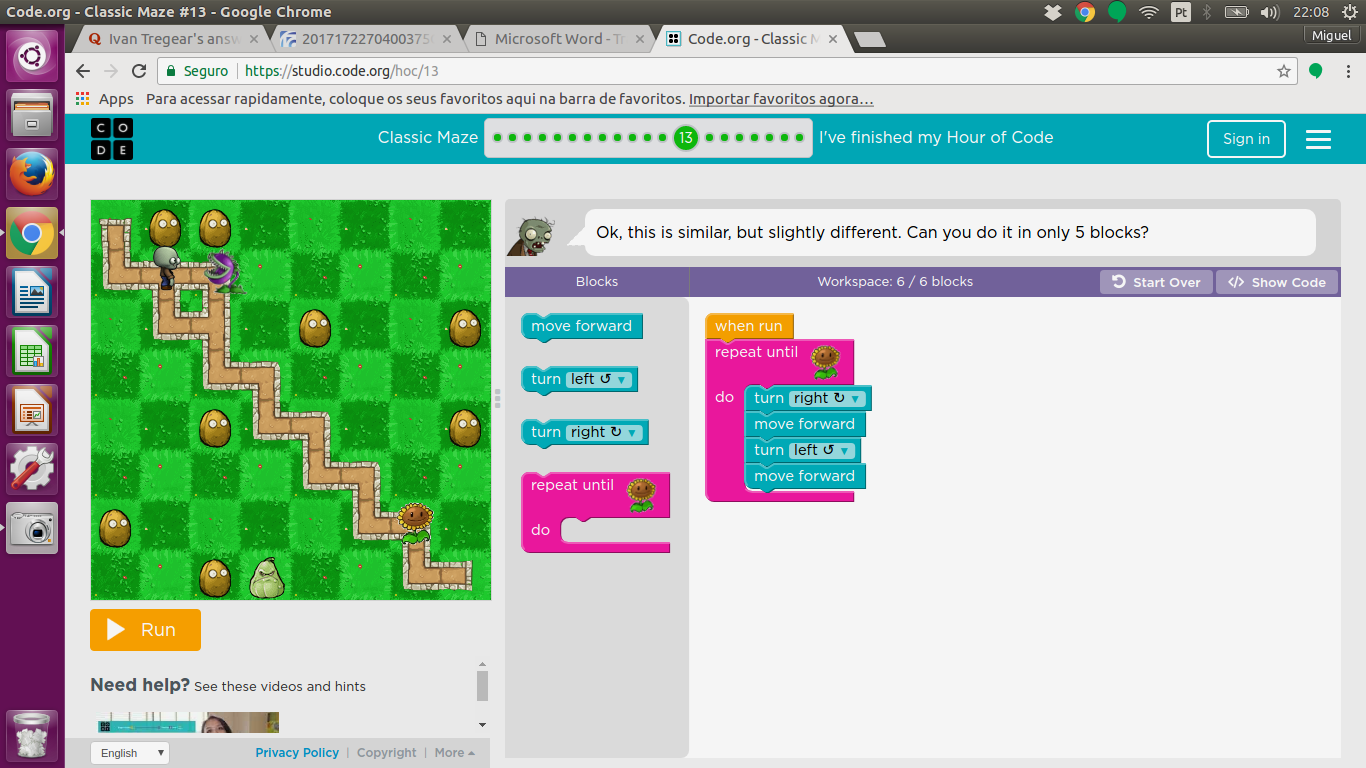 Code.org - Classic Maze #13 - Google Chrome
Pt
22:08
Ivan Tregear's answ
Microsoft Word - Tr
Code.org - Classic M
Miguel
Seguro
https://studio.code.org/hoc/13
Apps Para acessar rapidamente, coloque os seus favoritos aqui na barra de favoritos. Importar favoritos agora...
CODE
Classic Maze
13
I've finished my Hour of Code
Sign in
Ok, this is similar, but slightly different. Can you do it in only 5 blocks?
Blocks
Workspace: 6 / 6 blocks
Start Over
Show Code
move forward
turn left
turn right
repeat until
do
when run
repeat until
do
turn right
move forward
turn left
move forward
Run
Need help? See these videos and hints
English
Privacy Policy | Copyright | More